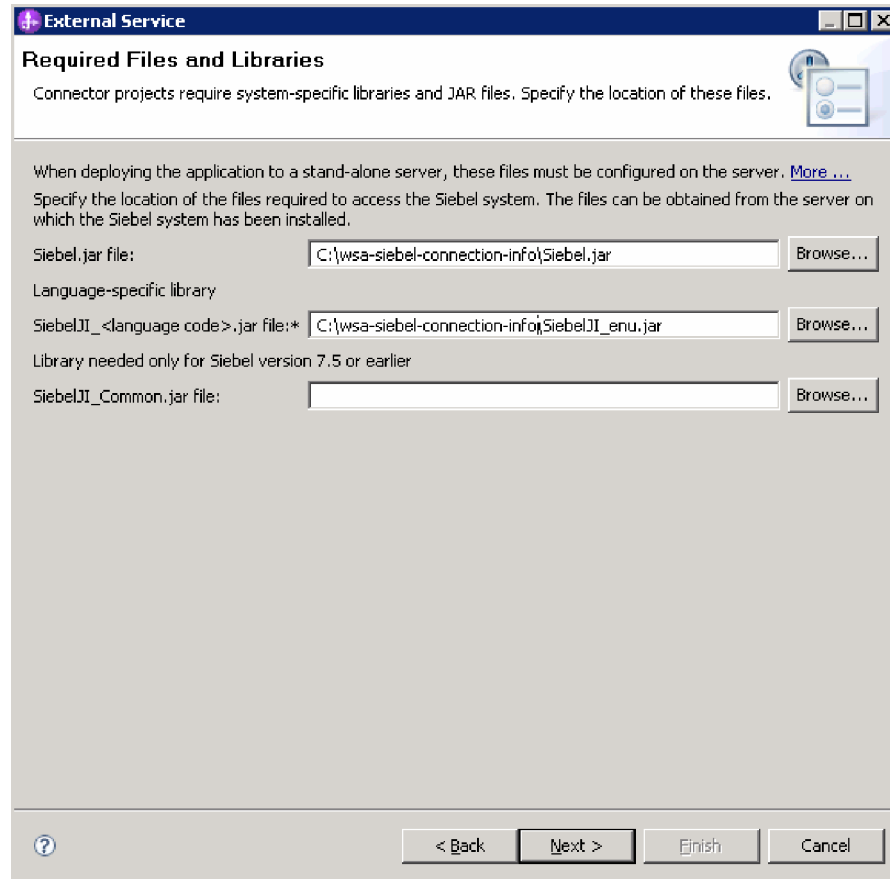 External Service
Required Files and Libraries
Connector projects require system-specific libraries and JAR files. Specify the location of these files.
When deploying the application to a stand-alone server, these files must be configured on the server. More ...
Specify the location of the files required to access the Siebel system. The files can be obtained from the server on
which the Siebel system has been installed.
Siebel.jar file: C:\wsa-siebel-connection-info\Siebel.jar Browse...
Language-specific library
SiebelJI_<language code>.jar file:* C:\wsa-siebel-connection-info\SiebelJI_enu.jar Browse...
Library needed only for Siebel version 7.5 or earlier
SiebelJI_Common.jar file: Browse...
? < Back Next > Finish Cancel